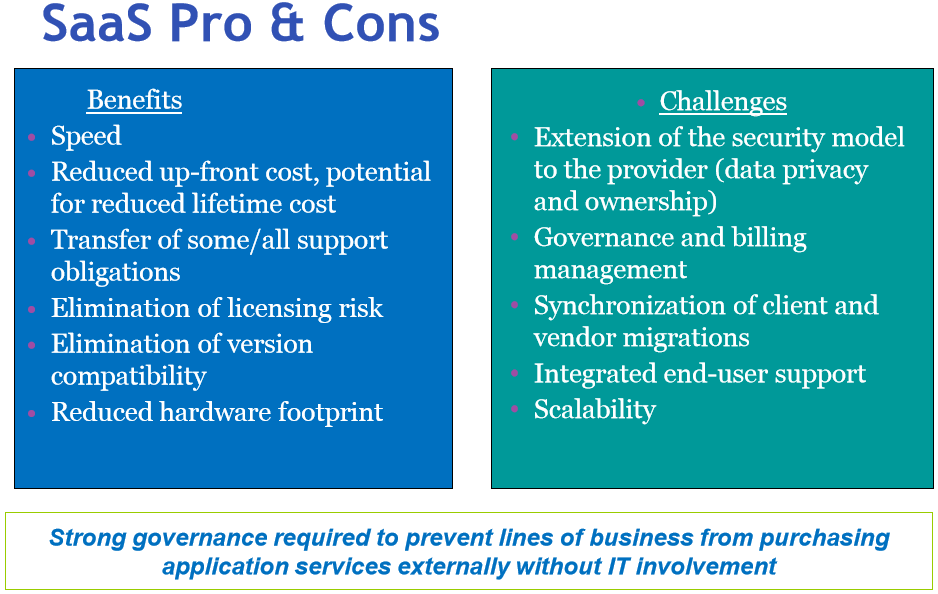 SaaS Pro & Cons
Benefits
• Speed
• Reduced up-front cost, potential
for reduced lifetime cost
• Transfer of some/all support
obligations
• Elimination of licensing risk
• Elimination of version
compatibility
• Reduced hardware footprint
• Challenges
• Extension of the security model
to the provider (data privacy
and ownership)
• Governance and billing
management
• Synchronization of client and
vendor migrations
• Integrated end-user support
• Scalability
Strong governance required to prevent lines of business from purchasing
application services externally without IT involvement